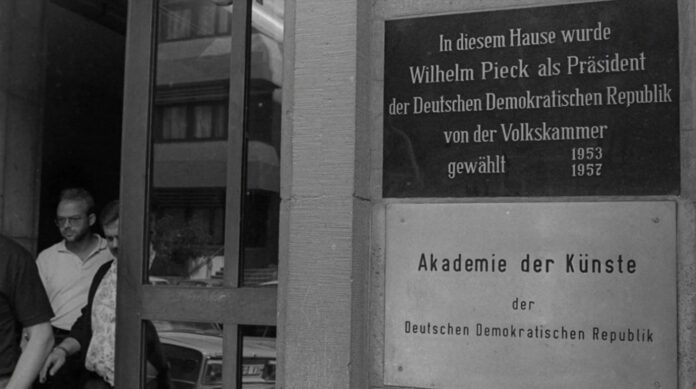 In diesem Hause wurde
Wilhelm Pieck als Präsident
der Deutschen Demokratischen Republik
von der Volkskammer
gewählt 1953
1957
Akademie der Künste
der
Deutschen Demokratischen Republik